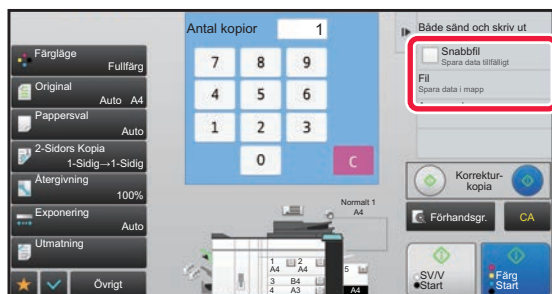 Antal kopior 1
Både sänd och skriv ut
Färgläge
Fullfärg
Original
Auto A4
Pappersval
Auto
2-Sidors Kopia
1-Sidig→1-Sidig
Återgivning
100%
Exponering
Auto
Utmatning
Övrigt
7 8 9
4 5 6
1 2 3
0 C
Normalt 1
A4
1 A4
2 A4
3 B4
4 A3
5
A4
Snabbfil
Spara data tillfälligt
Fil
Spara data i mapp
Korrektur-
kopia
Förhandsgr.
CA
SV/V
Start
Färg
Start